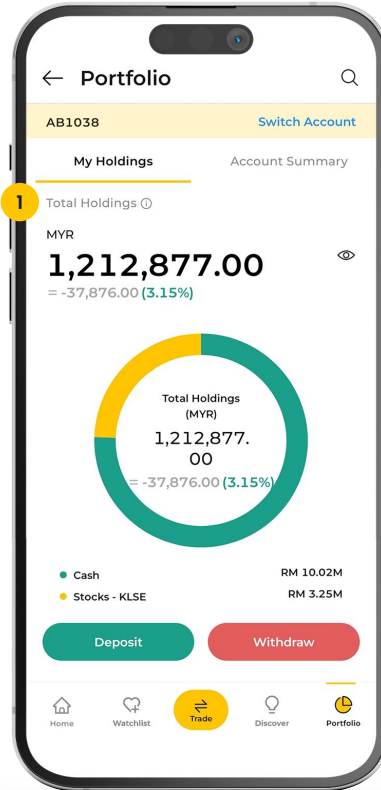 Portfolio
AB1038 Switch Account
My Holdings Account Summary
1 Total Holdings
MYR
1,212,877.00
= -37,876.00 (3.15%)
Total Holdings
(MYR)
1,212,877.
00
= -37,876.00 (3.15%)
Cash RM 10.02M
Stocks - KLSE RM 3.25M
Deposit Withdraw
Home Watchlist Trade Discover Portfolio